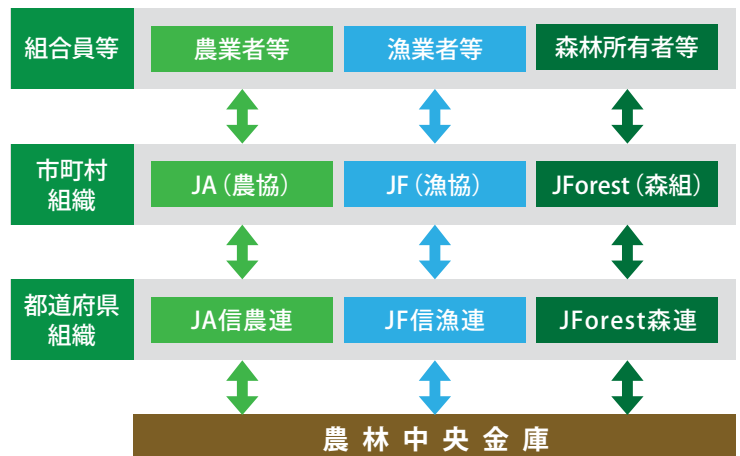 組合員等
農業者等
漁業者等
森林所有者等
市町村
組織
JA（農協）
JF（漁協）
JForest（森組）
都道府県
組織
JA信農連
JF信漁連
JForest森連
農林中央金庫